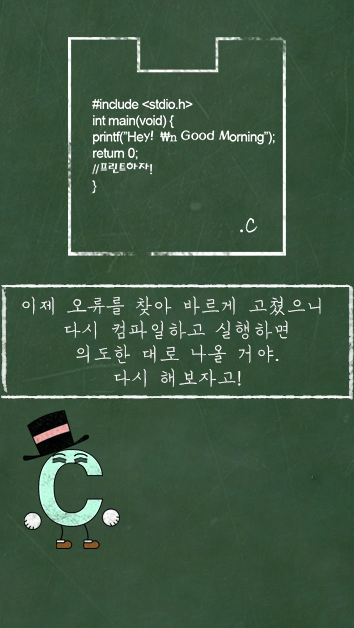 #include <stdio.h>
int main(void) {
printf("Hey! ₩n Good Morning");
return 0;
//프린트하자!
}
.C
이제 오류를 찾아 바르게 고쳤으니
다시 컴파일하고 실행하면
의도한 대로 나올 거야.
다시 해보자고!
C